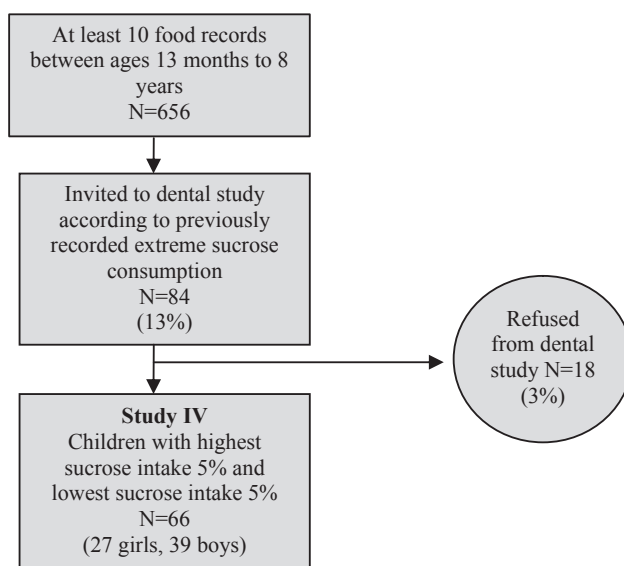 At least 10 food records
between ages 13 months to 8
years
N=656
Invited to dental study
according to previously
recorded extreme sucrose
consumption
N=84
(13%)
Refused
from dental
study N=18
(3%)
Study IV
Children with highest
sucrose intake 5% and
lowest sucrose intake 5%
N=66
(27 girls, 39 boys)